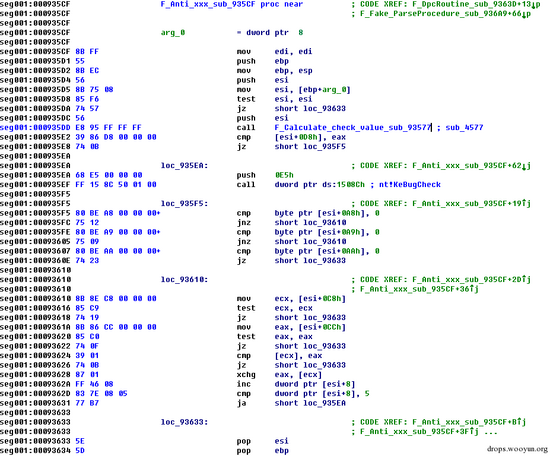 seg001:000935CF F_Anti_xxx_sub_935CF proc near ; CODE XREF: F_DpcRoutine_sub_9363D+13↓p
seg001:000935CF ; F_Fake_ParseProcedure_sub_936A9+66↓p
seg001:000935CF
seg001:000935CF arg_0 = dword ptr 8
seg001:000935CF
seg001:000935CF 8B FF mov edi, edi
seg001:000935D1 55 push ebp
seg001:000935D2 8B EC mov ebp, esp
seg001:000935D4 56 push esi
seg001:000935D5 8B 75 08 mov esi, [ebp+arg_0]
seg001:000935D8 85 F6 test esi, esi
seg001:000935DA 74 57 jz short loc_93633
seg001:000935DC 56 push esi
seg001:000935DD E8 95 FF FF FF call F_Calculate_check_value_sub_93577 ; sub_4577
seg001:000935E2 39 86 D8 00 00 00 cmp [esi+0D8h], eax
seg001:000935E8 74 0B jz short loc_935F5
seg001:000935EA
seg001:000935EA loc_935EA: ; CODE XREF: F_Anti_xxx_sub_935CF+62↓j
seg001:000935EA 68 E5 00 00 00 push 0E5h
seg001:000935EF FF 15 8C 50 01 00 call dword ptr ds:1508Ch ; nt!KeBugCheck
seg001:000935F5
seg001:000935F5 loc_935F5: ; CODE XREF: F_Anti_xxx_sub_935CF+19↑j
seg001:000935F5 80 BE A8 00 00 00+ cmp byte ptr [esi+0A8h], 0
seg001:000935FC 75 12 jnz short loc_93610
seg001:000935FE 80 BE A9 00 00 00+ cmp byte ptr [esi+0A9h], 0
seg001:00093605 75 09 jnz short loc_93610
seg001:00093607 80 BE AA 00 00 00+ cmp byte ptr [esi+0AAh], 0
seg001:0009360E 74 23 jz short loc_93633
seg001:00093610
seg001:00093610 loc_93610: ; CODE XREF: F_Anti_xxx_sub_935CF+2D↑j
seg001:00093610 ; F_Anti_xxx_sub_935CF+36↑j
seg001:00093610 8B 8E C8 00 00 00 mov ecx, [esi+0C8h]
seg001:00093616 85 C9 test ecx, ecx
seg001:00093618 74 19 jz short loc_93633
seg001:0009361A 8B 86 CC 00 00 00 mov eax, [esi+0CCh]
seg001:00093620 85 C0 test eax, eax
seg001:00093622 74 0F jz short loc_93633
seg001:00093624 39 01 cmp [ecx], eax
seg001:00093626 74 0B jz short loc_93633
seg001:00093628 87 01 xchg eax, [ecx]
seg001:0009362A FF 46 08 inc dword ptr [esi+8]
seg001:0009362D 83 7E 08 05 cmp dword ptr [esi+8], 5
seg001:00093631 77 B7 ja short loc_935EA
seg001:00093633
seg001:00093633 loc_93633: ; CODE XREF: F_Anti_xxx_sub_935CF+B↑j
seg001:00093633 ; F_Anti_xxx_sub_935CF+3F↑j ...
seg001:00093633 5E pop esi
seg001:00093634 5D pop ebp
drops.wooyun.org